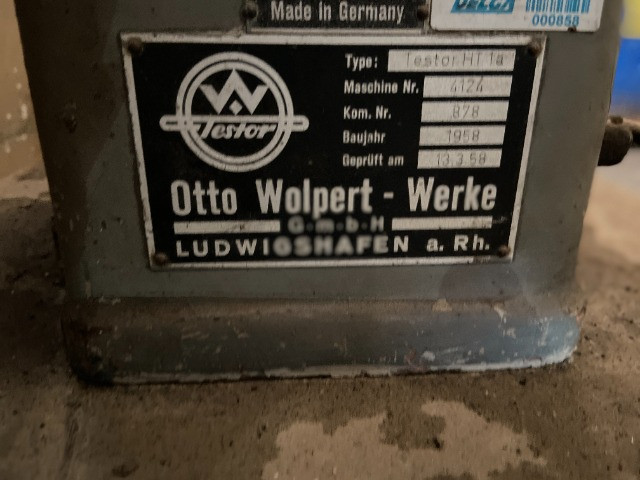 Made in Germany
DELCA
000858
Type: Testor HT 1a
Maschine Nr. 4124
Kom. Nr. 878
Baujahr 1958
Geprüft am 13.3.58
W
Testor
Otto Wolpert - Werke
G·m·b·H
LUDWIGSHAFEN a. Rh.